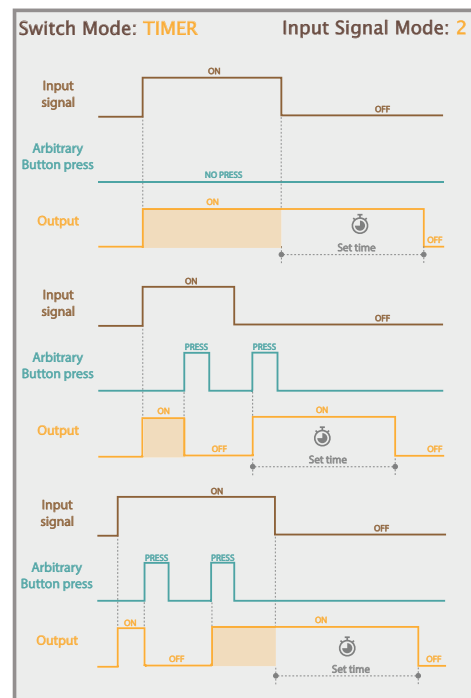 Switch Mode: TIMER Input Signal Mode: 2
ON
Input
signal
OFF
Arbitrary
Button press
NO PRESS
ON
Output
Set time
OFF
ON
Input
signal
OFF
PRESS PRESS
Arbitrary
Button press
ON ON
Output
OFF OFF
Set time
ON
Input
signal
OFF
PRESS PRESS
Arbitrary
Button press
ON ON
Output
OFF OFF
Set time